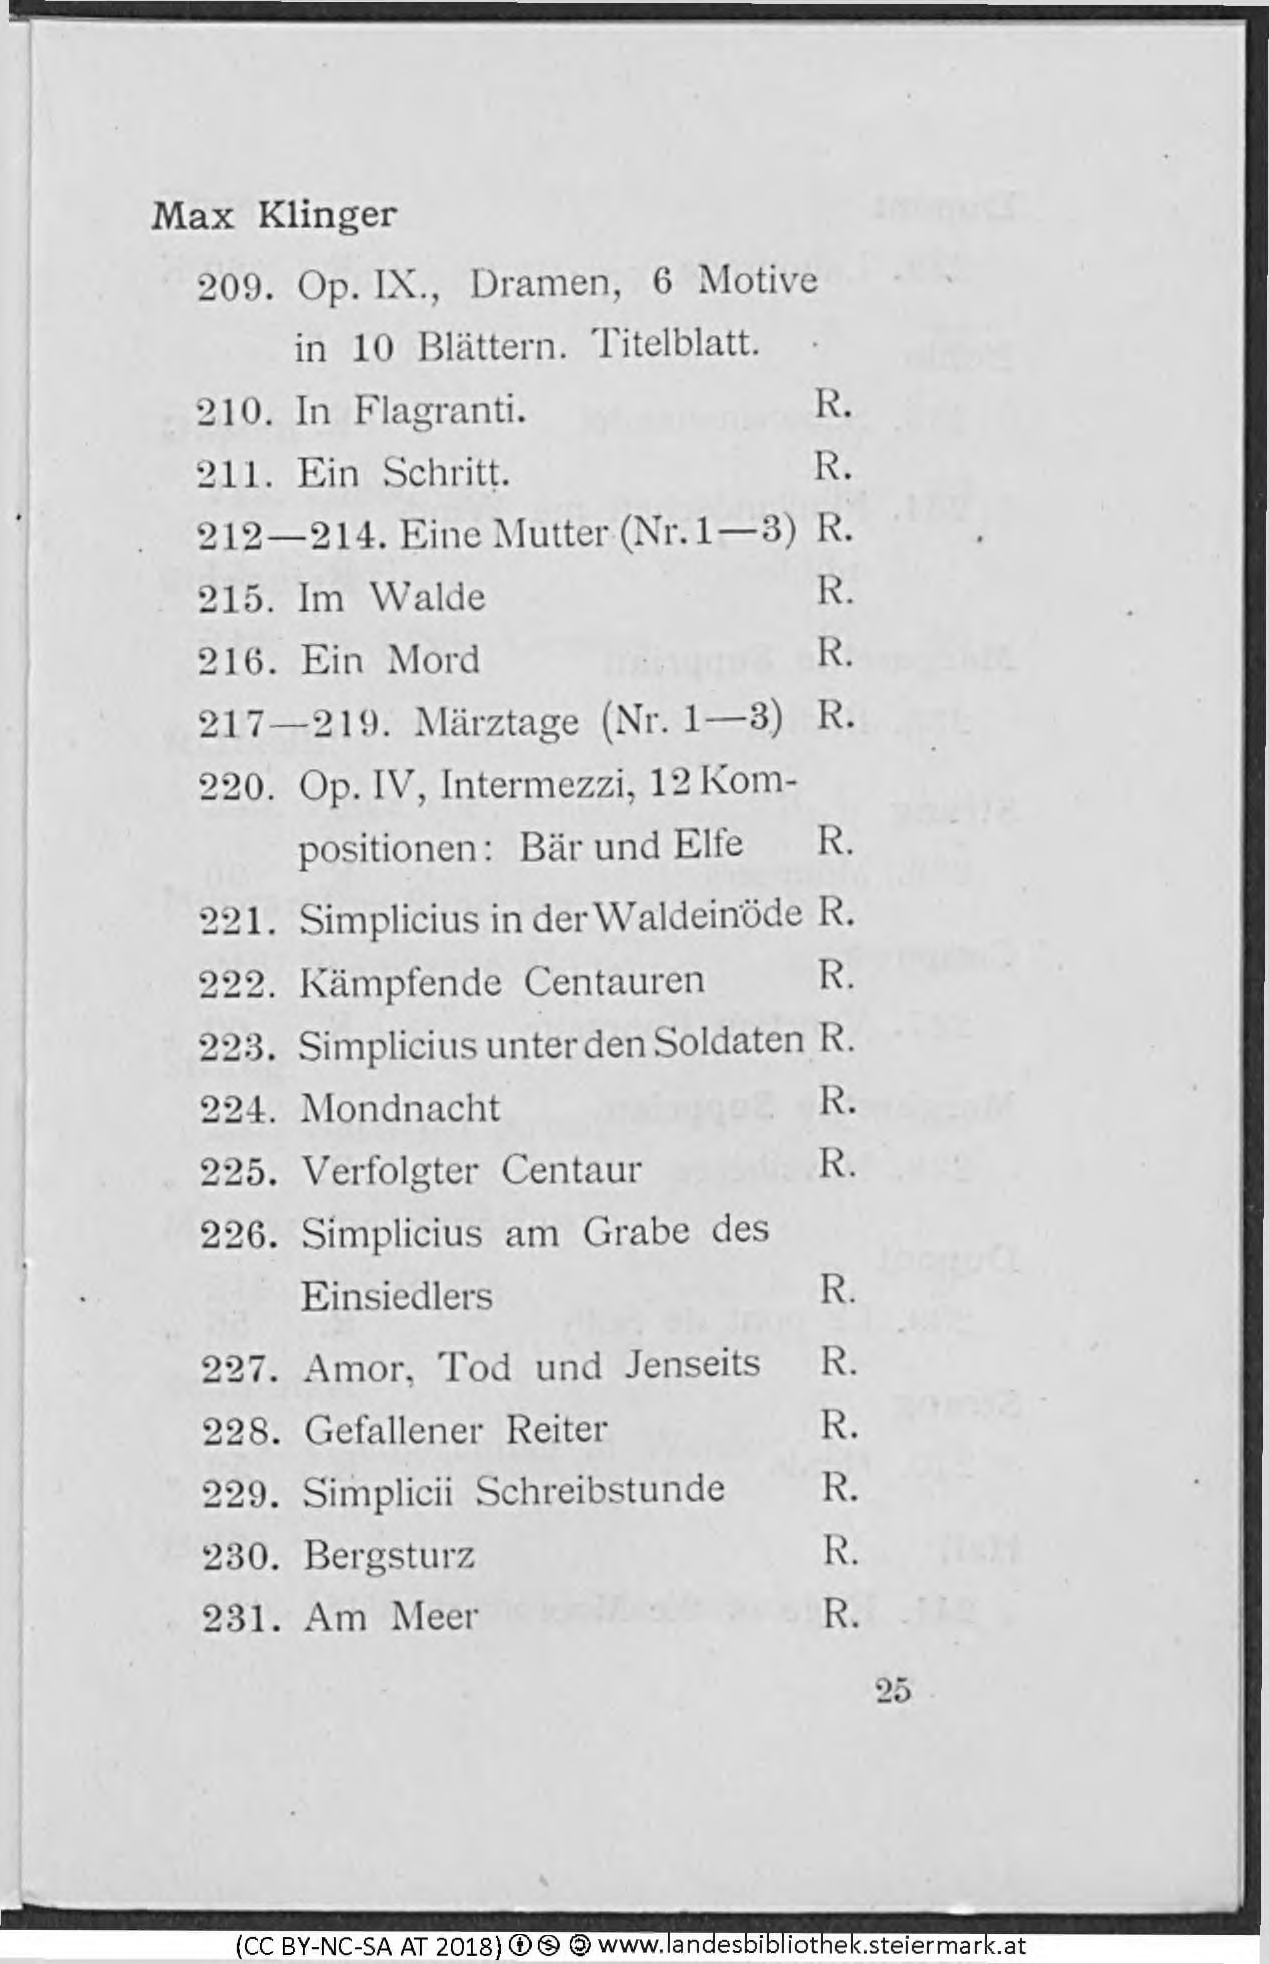 Max Klinger
209. Op. IX., Dramen, 6 Motive
in 10 Blättern. Titelblatt.
210. In Flagranti. R.
211. Ein Schritt. R.
212—214. Eine Mutter (Nr. 1—3) R.
215. Im Walde R.
216. Ein Mord R.
217—219. Märztage (Nr. 1—3) R.
220. Op. IV, Intermezzi, 12 Kom-
positionen: Bär und Elfe R.
221. Simplicius in der Waldeinöde R.
222. Kämpfende Centauren R.
223. Simplicius unter den Soldaten R.
224. Mondnacht R.
225. Verfolgter Centaur R.
226. Simplicius am Grabe des
Einsiedlers R.
227. Amor, Tod und Jenseits R.
228. Gefallener Reiter R.
229. Simplicii Schreibstunde R.
230. Bergsturz R.
231. Am Meer R.
25
(CC BY-NC-SA AT 2018) www.landesbibliothek.steiermark.at